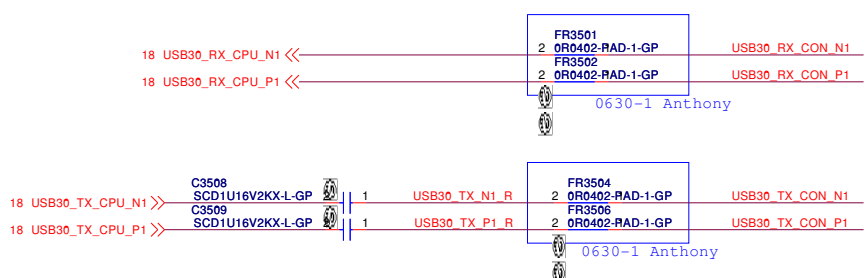 FR3501
18 USB30_RX_CPU_N1 2 0R0402-PAD-1-GP USB30_RX_CON_N1
FR3502
18 USB30_RX_CPU_P1 2 0R0402-PAD-1-GP USB30_RX_CON_P1
0630-1 Anthony
C3508 FR3504
18 USB30_TX_CPU_N1 SCD1U16V2KX-L-GP 1 USB30_TX_N1_R 2 0R0402-PAD-1-GP USB30_TX_CON_N1
C3509 FR3506
18 USB30_TX_CPU_P1 SCD1U16V2KX-L-GP 1 USB30_TX_P1_R 2 0R0402-PAD-1-GP USB30_TX_CON_P1
0630-1 Anthony